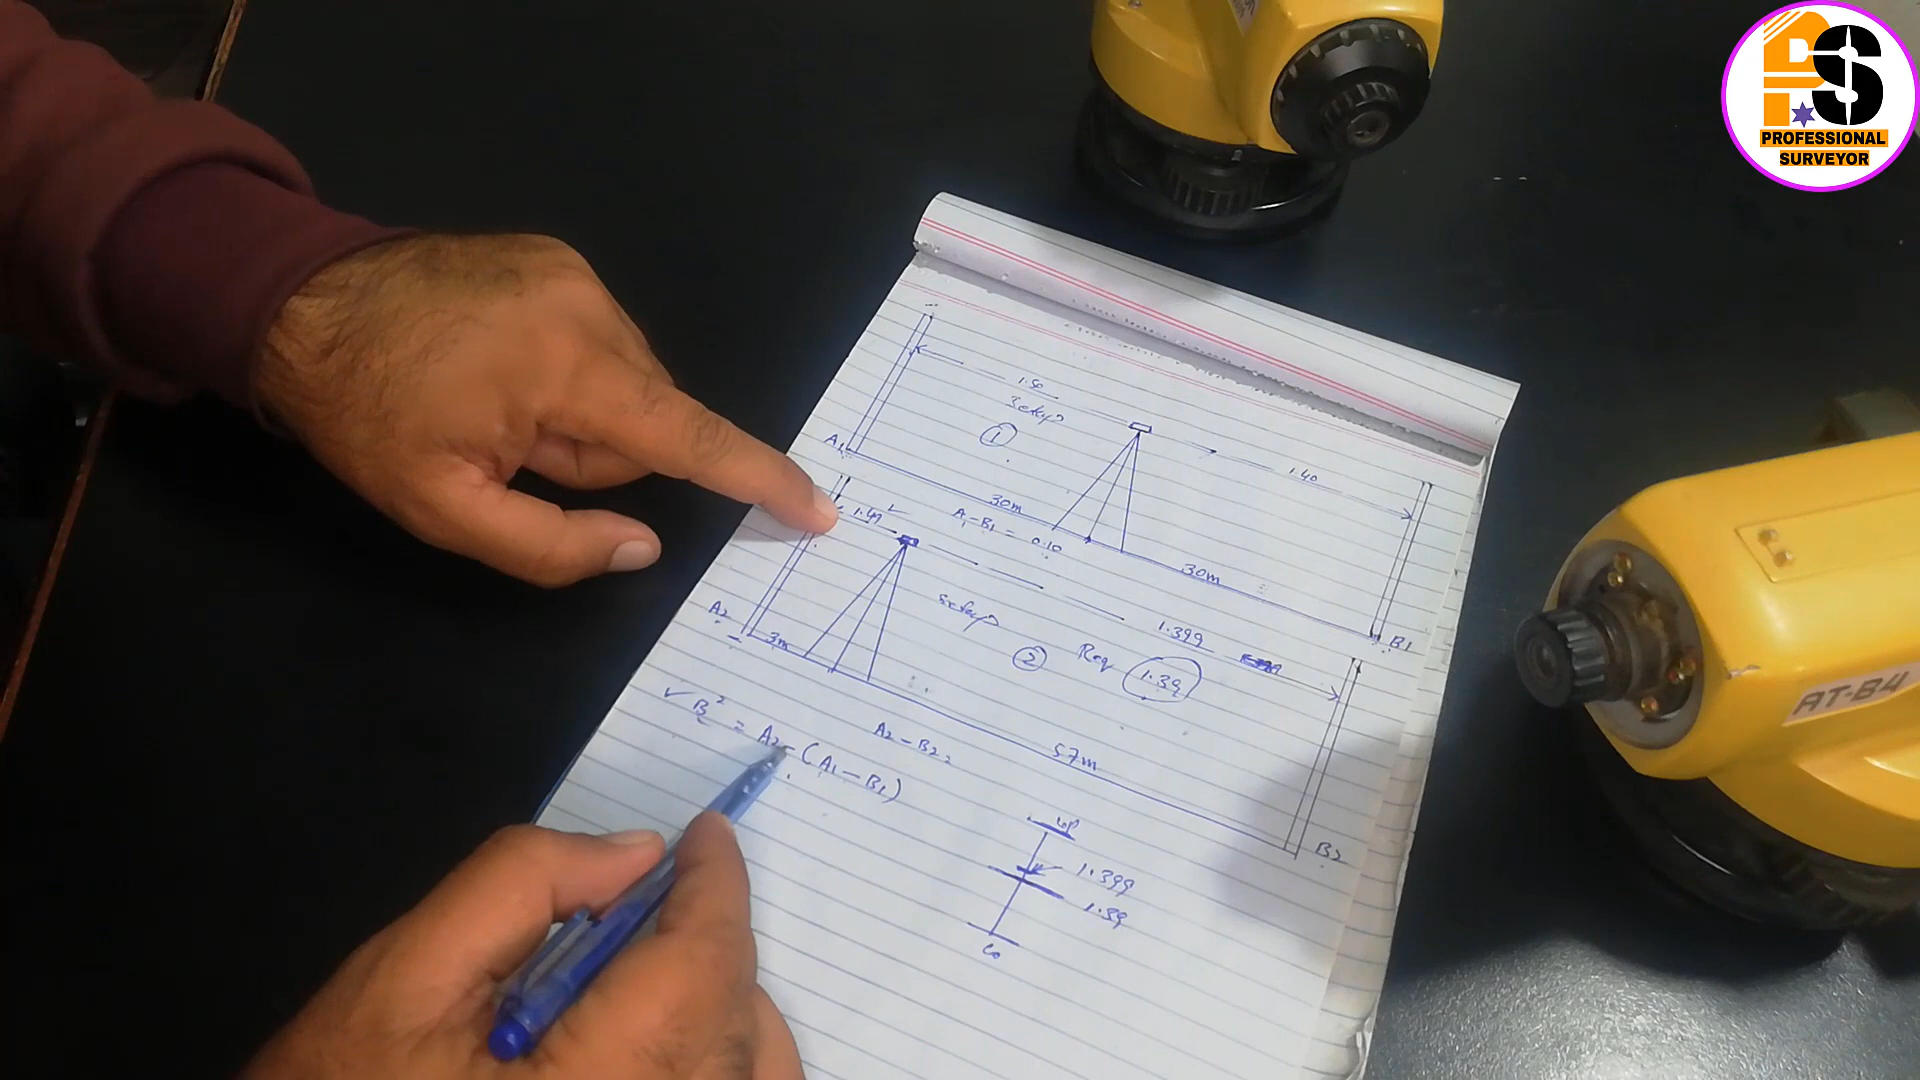 PS
PROFESSIONAL
SURVEYOR
1.50
Setup
1
1.40
A1
30m
A1-B1 = 0.10
30m
B1
1.49 ✓
Setup
2
1.399
Req 1.39
A2
3m
57m
B2
✓ B² = A2-(A1-B1)
A2-B2 =
up
1.399
1.39
Lo
AT-B4